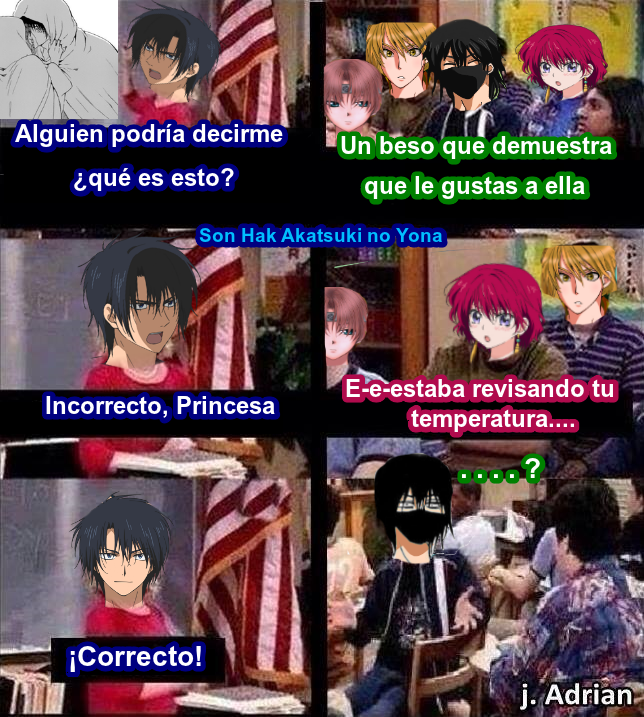 Alguien podría decirme
¿qué es esto?
Un beso que demuestra
que le gustas a ella
Son Hak Akatsuki no Yona
Incorrecto, Princesa
E-e-estaba revisando tu
temperatura....
. . . . ?
¡Correcto!
j. Adrian